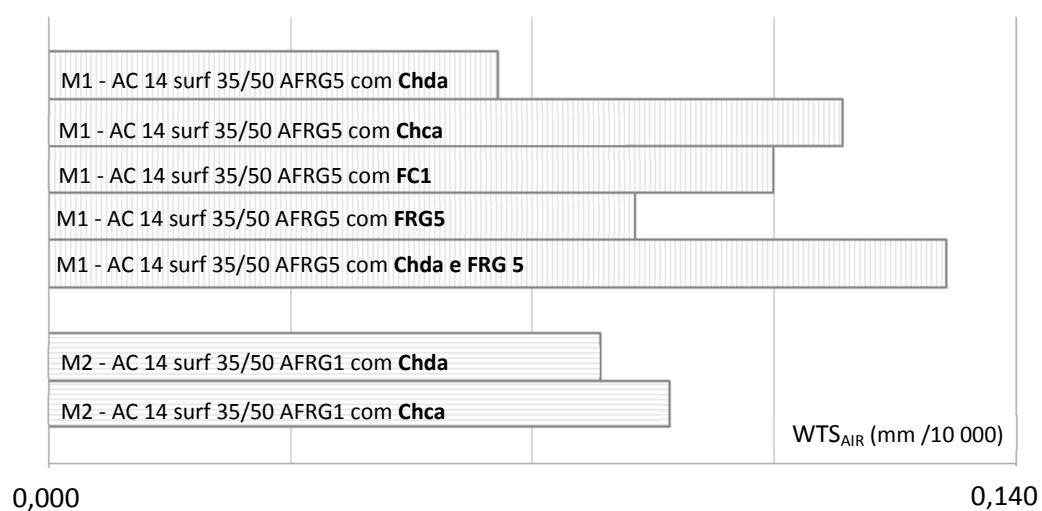 M1 - AC 14 surf 35/50 AFRG5 com Chda
M1 - AC 14 surf 35/50 AFRG5 com Chca
M1 - AC 14 surf 35/50 AFRG5 com FC1
M1 - AC 14 surf 35/50 AFRG5 com FRG5
M1 - AC 14 surf 35/50 AFRG5 com Chda e FRG 5
M2 - AC 14 surf 35/50 AFRG1 com Chda
M2 - AC 14 surf 35/50 AFRG1 com Chca
WTSAIR (mm /10 000)
0,000 0,140